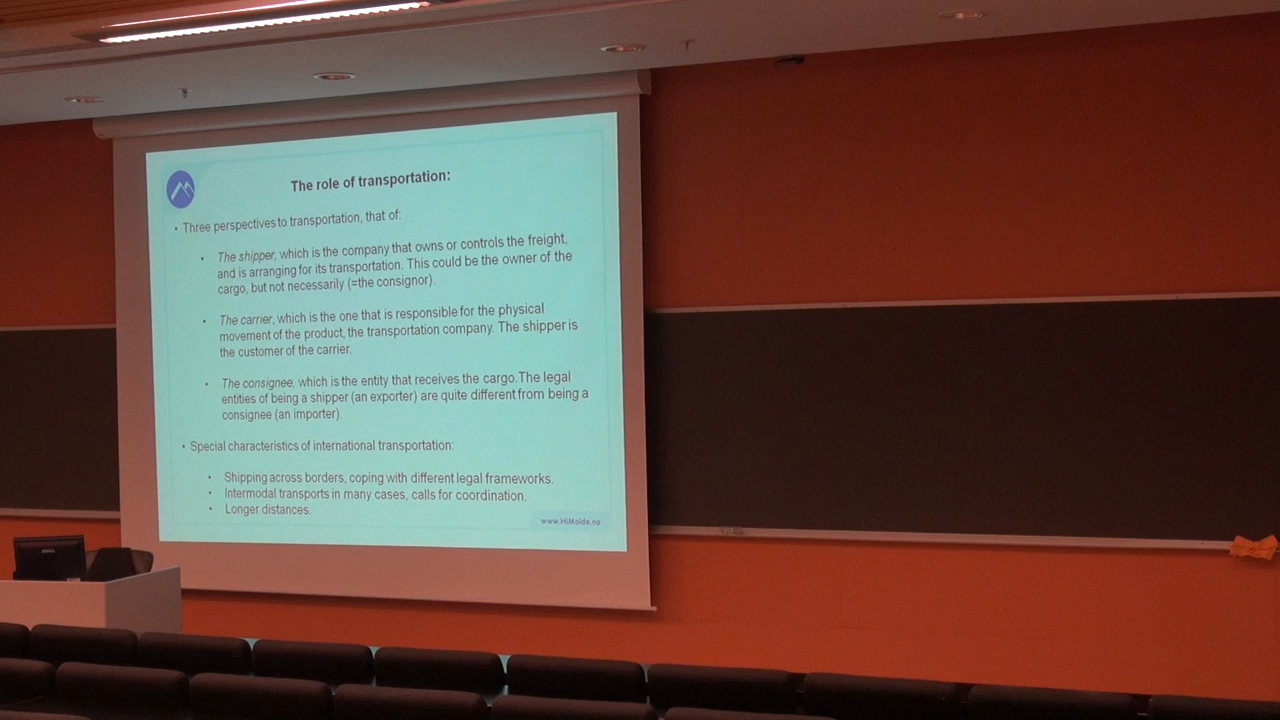 The role of transportation:
• Three perspectives to transportation, that of:
• The shipper, which is the company that owns or controls the freight,
and is arranging for its transportation. This could be the owner of the
cargo, but not necessarily (=the consignor).
• The carrier, which is the one that is responsible for the physical
movement of the product, the transportation company. The shipper is
the customer of the carrier.
• The consignee, which is the entity that receives the cargo.The legal
entities of being a shipper (an exporter) are quite different from being a
consignee (an importer).
• Special characteristics of international transportation:
• Shipping across borders, coping with different legal frameworks.
• Intermodal transports in many cases, calls for coordination.
• Longer distances.
www.HiMolde.no